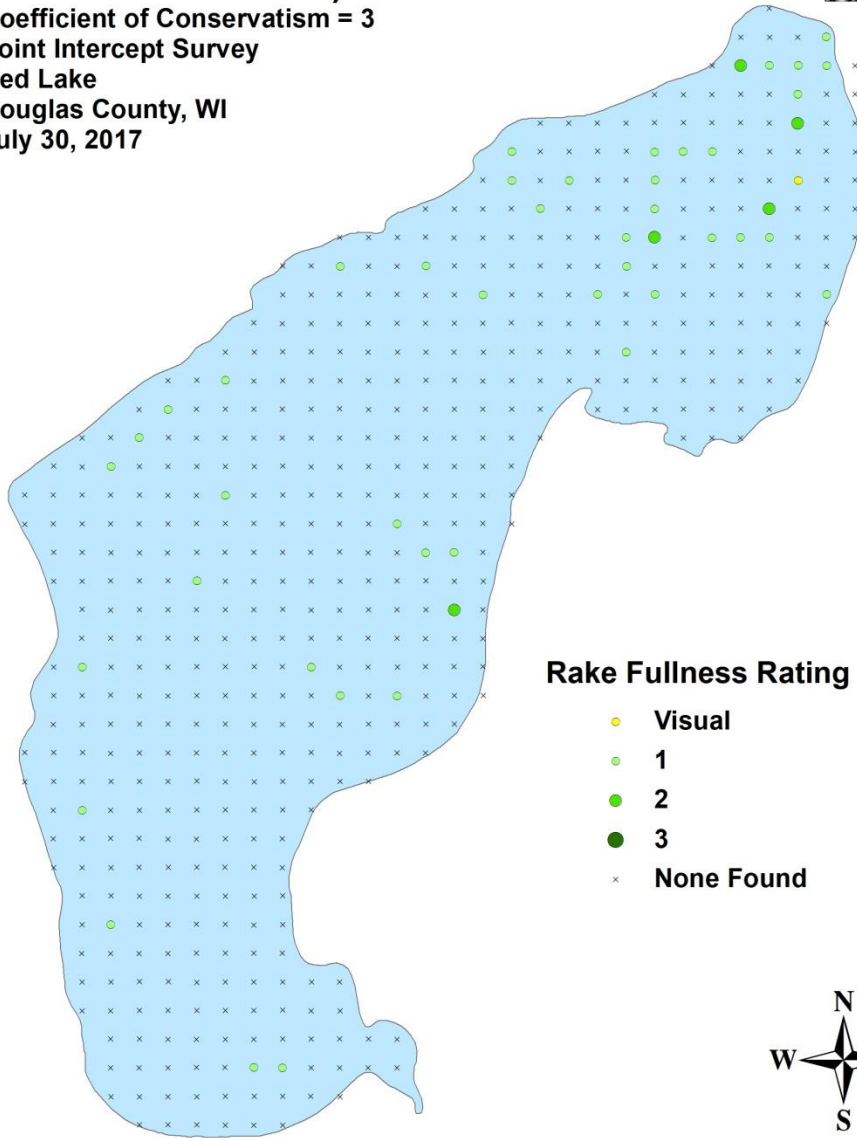 oefficient of Conservatism = 3
oint Intercept Survey
ed Lake
ouglas County, WI
uly 30, 2017
Rake Fullness Rating
Visual
1
2
3
None Found
N
W
S